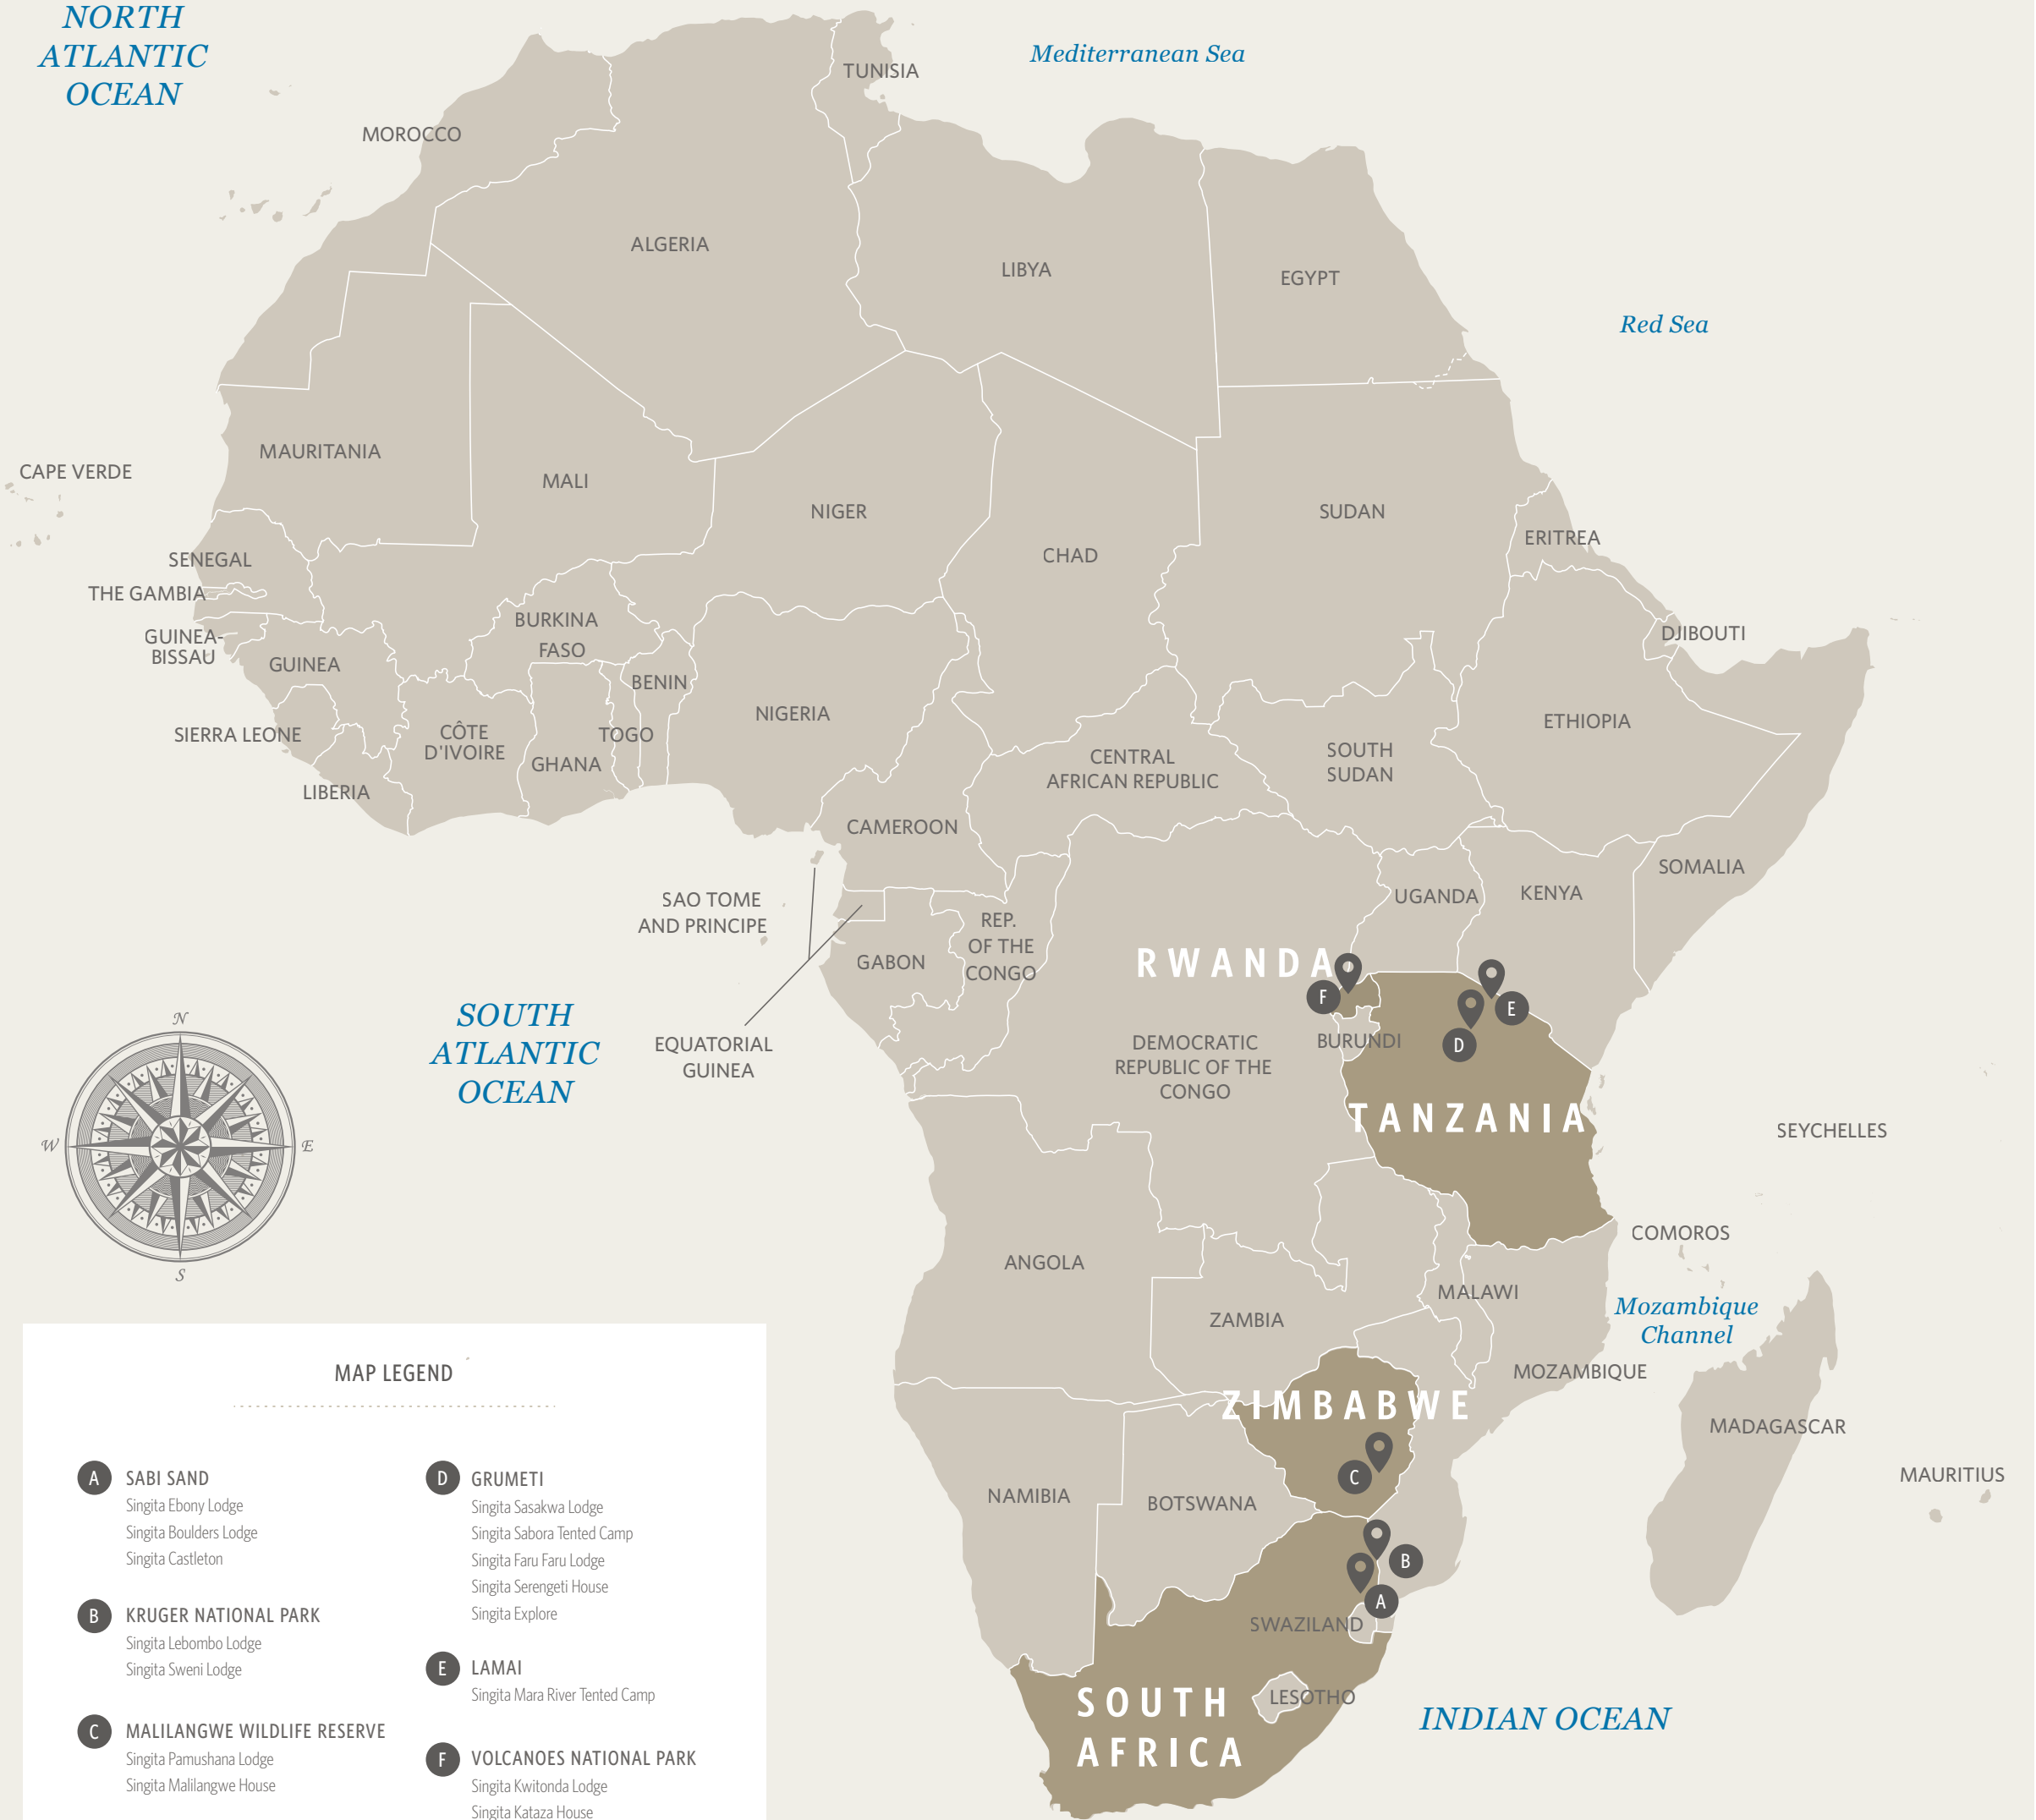 NORTH
ATLANTIC
OCEAN
Mediterranean Sea
TUNISIA
MOROCCO
ALGERIA
LIBYA
EGYPT
Red Sea
MAURITANIA
CAPE VERDE
MALI
NIGER
SUDAN
ERITREA
CHAD
SENEGAL
THE GAMBIA
BURKINA
FASO
GUINEA-
BISSAU
DJIBOUTI
GUINEA
BENIN
NIGERIA
ETHIOPIA
SIERRA LEONE
CÔTE
D'IVOIRE
TOGO
GHANA
CENTRAL
AFRICAN REPUBLIC
SOUTH
SUDAN
LIBERIA
CAMEROON
SOMALIA
UGANDA
KENYA
SAO TOME
AND PRINCIPE
REP.
OF THE
CONGO
GABON
RWANDA
F
E
D
SOUTH
ATLANTIC
OCEAN
EQUATORIAL
GUINEA
DEMOCRATIC
REPUBLIC OF THE
CONGO
BURUNDI
TANZANIA
SEYCHELLES
N
W
E
S
COMOROS
ANGOLA
MALAWI
Mozambique
Channel
ZAMBIA
MOZAMBIQUE
ZIMBABWE
MADAGASCAR
C
MAURITIUS
NAMIBIA
BOTSWANA
B
A
SWAZILAND
LESOTHO
SOUTH
AFRICA
INDIAN OCEAN
MAP LEGEND
A SABI SAND
Singita Ebony Lodge
Singita Boulders Lodge
Singita Castleton
B KRUGER NATIONAL PARK
Singita Lebombo Lodge
Singita Sweni Lodge
C MALILANGWE WILDLIFE RESERVE
Singita Pamushana Lodge
Singita Malilangwe House
D GRUMETI
Singita Sasakwa Lodge
Singita Sabora Tented Camp
Singita Faru Faru Lodge
Singita Serengeti House
Singita Explore
E LAMAI
Singita Mara River Tented Camp
F VOLCANOES NATIONAL PARK
Singita Kwitonda Lodge
Singita Kataza House